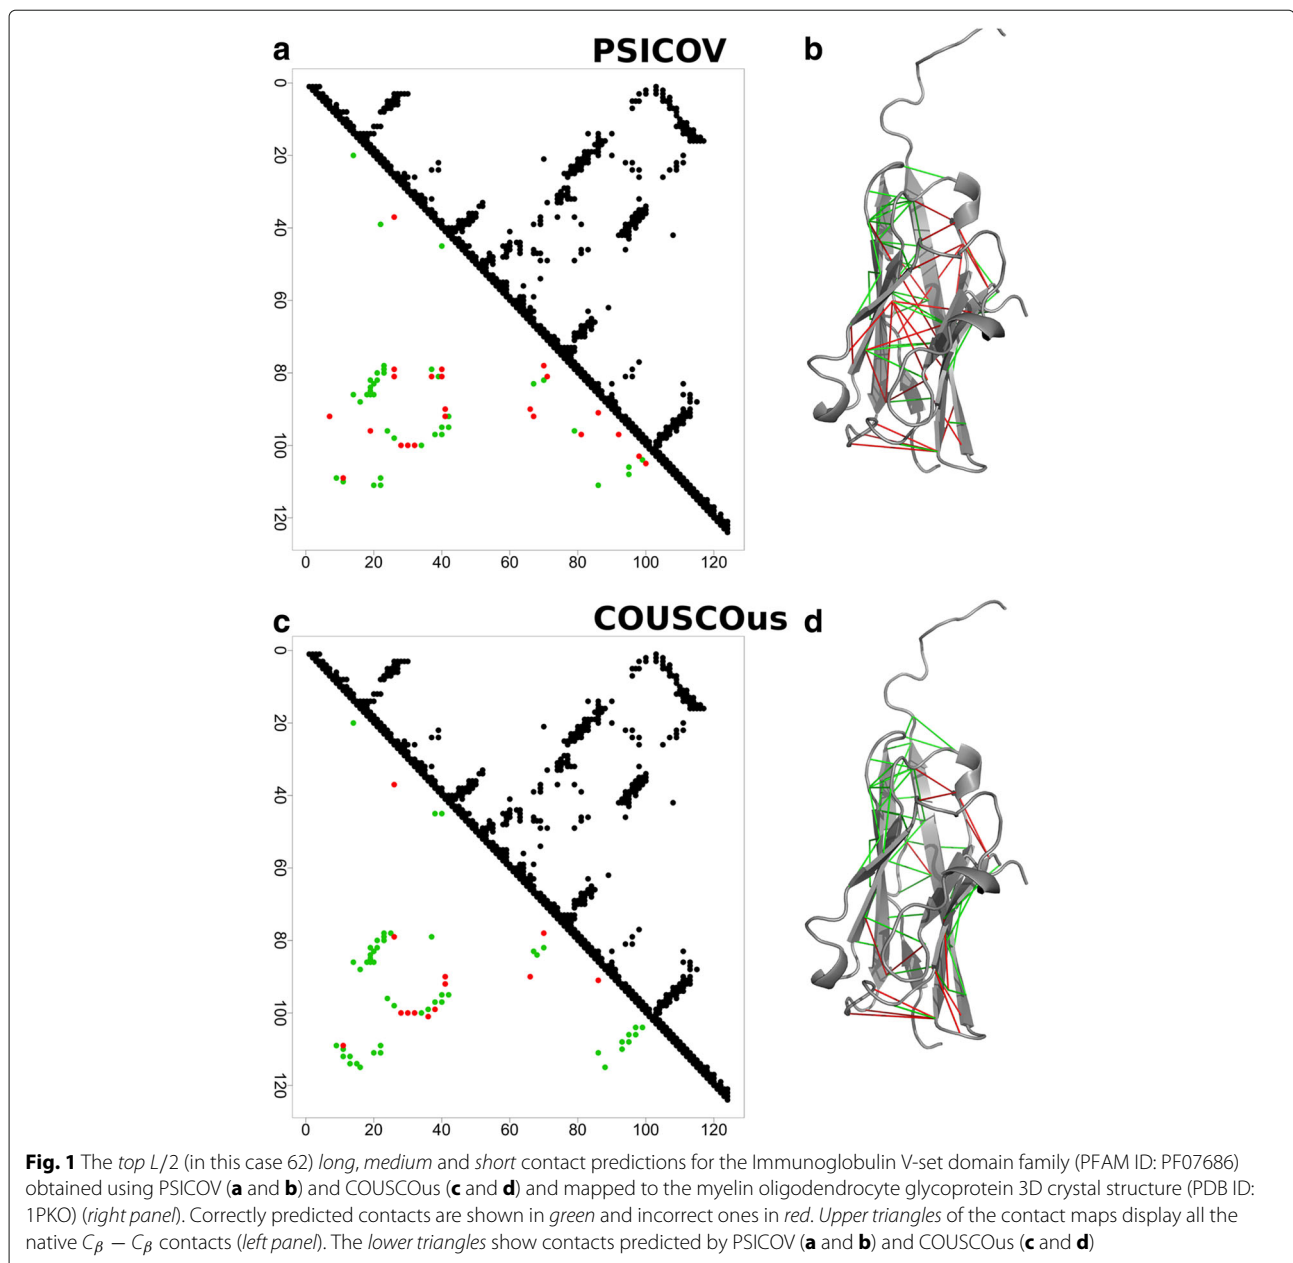 a PSICOV b
0
20
40
60
80
100
120
0 20 40 60 80 100 120
c COUSCOus d
0
20
40
60
80
100
120
0 20 40 60 80 100 120
Fig. 1 The top L/2 (in this case 62) long, medium and short contact predictions for the Immunoglobulin V-set domain family (PFAM ID: PF07686)
obtained using PSICOV (a and b) and COUSCOus (c and d) and mapped to the myelin oligodendrocyte glycoprotein 3D crystal structure (PDB ID:
1PKO) (right panel). Correctly predicted contacts are shown in green and incorrect ones in red. Upper triangles of the contact maps display all the
native Cβ − Cβ contacts (left panel). The lower triangles show contacts predicted by PSICOV (a and b) and COUSCOus (c and d)